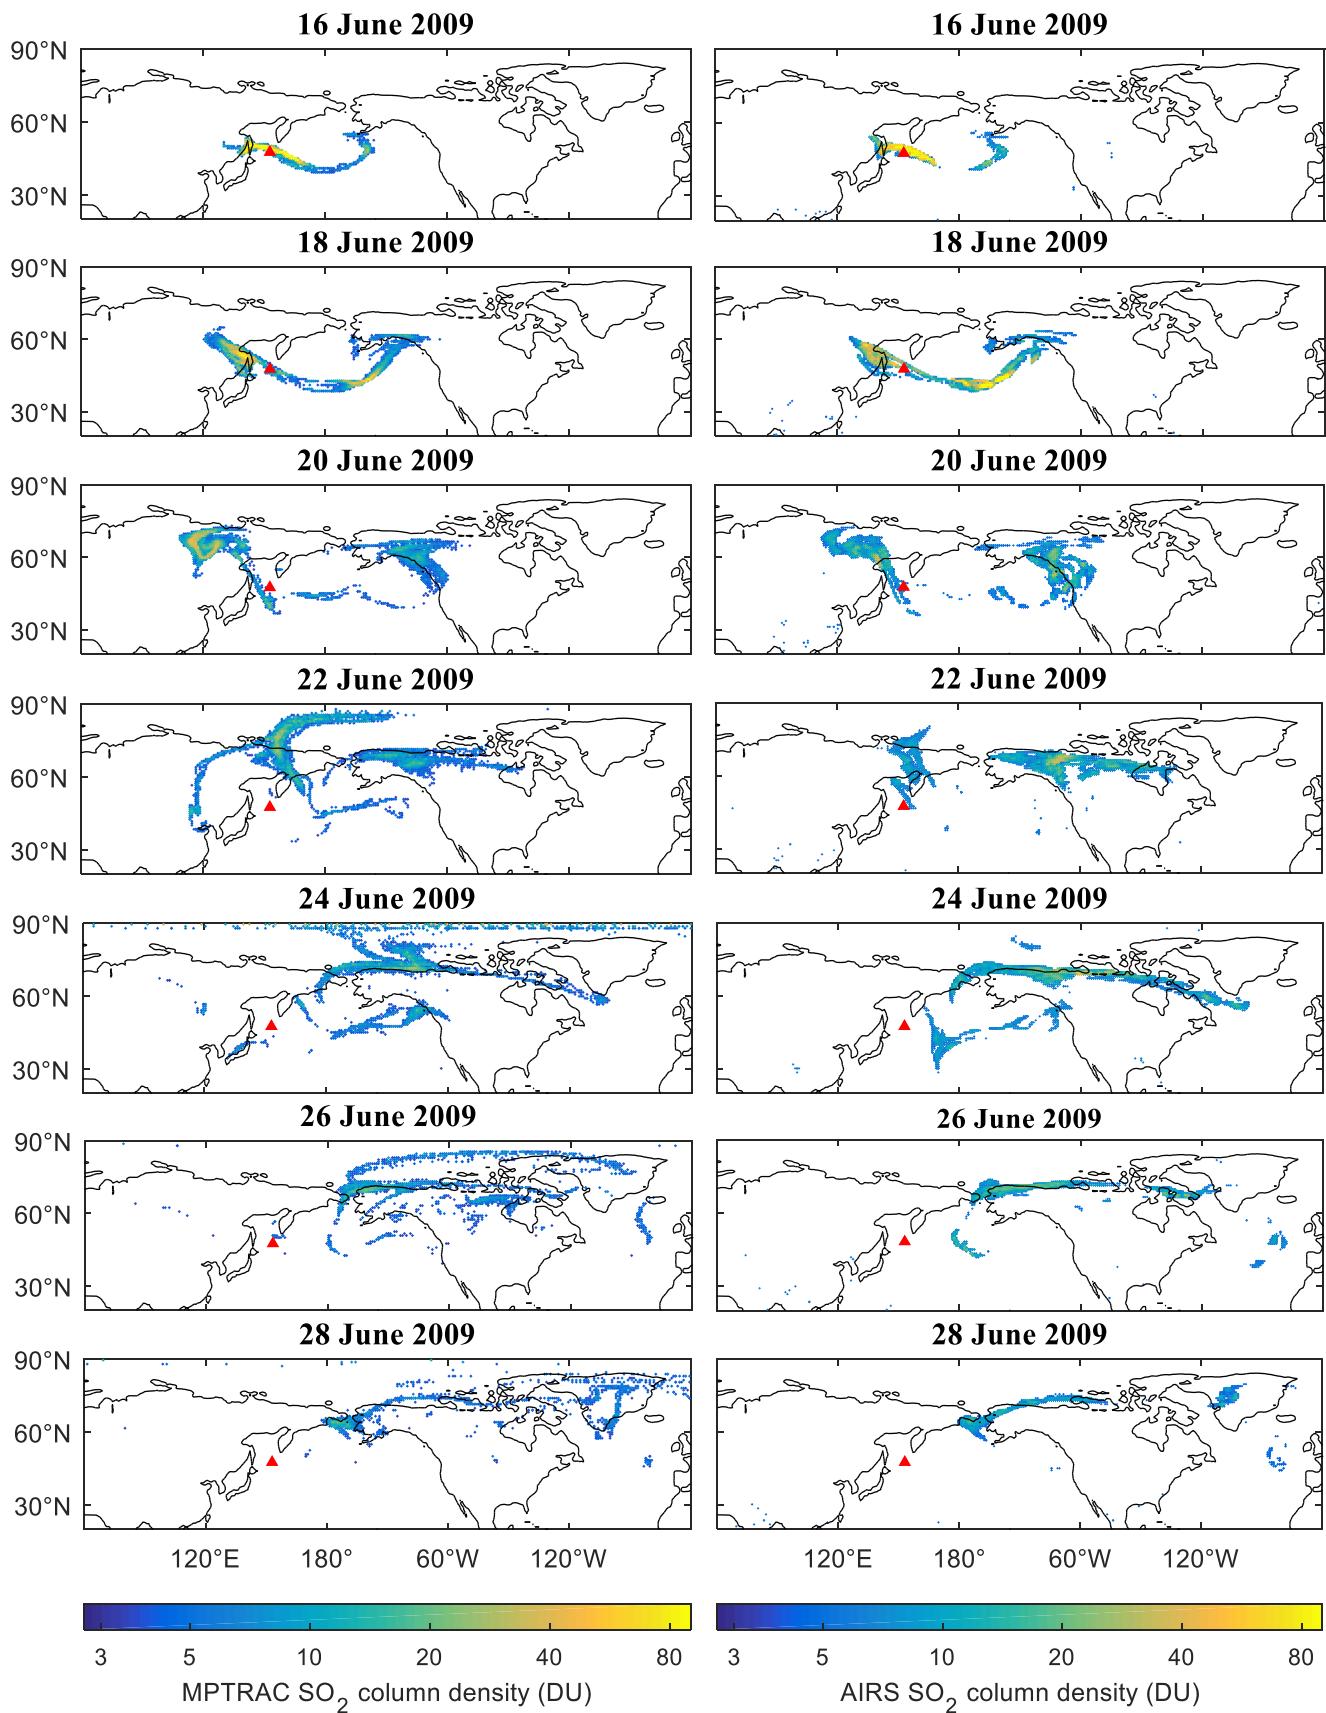 16 June 2009 16 June 2009
90°N
60°N
30°N
18 June 2009 18 June 2009
90°N
60°N
30°N
20 June 2009 20 June 2009
90°N
60°N
30°N
22 June 2009 22 June 2009
90°N
60°N
30°N
24 June 2009 24 June 2009
90°N
60°N
30°N
26 June 2009 26 June 2009
90°N
60°N
30°N
28 June 2009 28 June 2009
90°N
60°N
30°N
120°E 180° 60°W 120°W 120°E 180° 60°W 120°W
3 5 10 20 40 80 3 5 10 20 40 80
MPTRAC SO₂ column density (DU) AIRS SO₂ column density (DU)